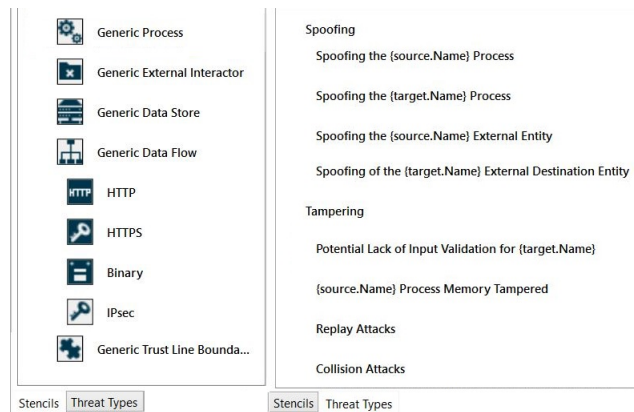 Generic Process
Generic External Interactor
Generic Data Store
Generic Data Flow
HTTP
HTTP
HTTPS
Binary
IPsec
Generic Trust Line Bounda...
Stencils Threat Types
Spoofing
Spoofing the {source.Name} Process
Spoofing the {target.Name} Process
Spoofing the {source.Name} External Entity
Spoofing of the {target.Name} External Destination Entity
Tampering
Potential Lack of Input Validation for {target.Name}
{source.Name} Process Memory Tampered
Replay Attacks
Collision Attacks
Stencils Threat Types